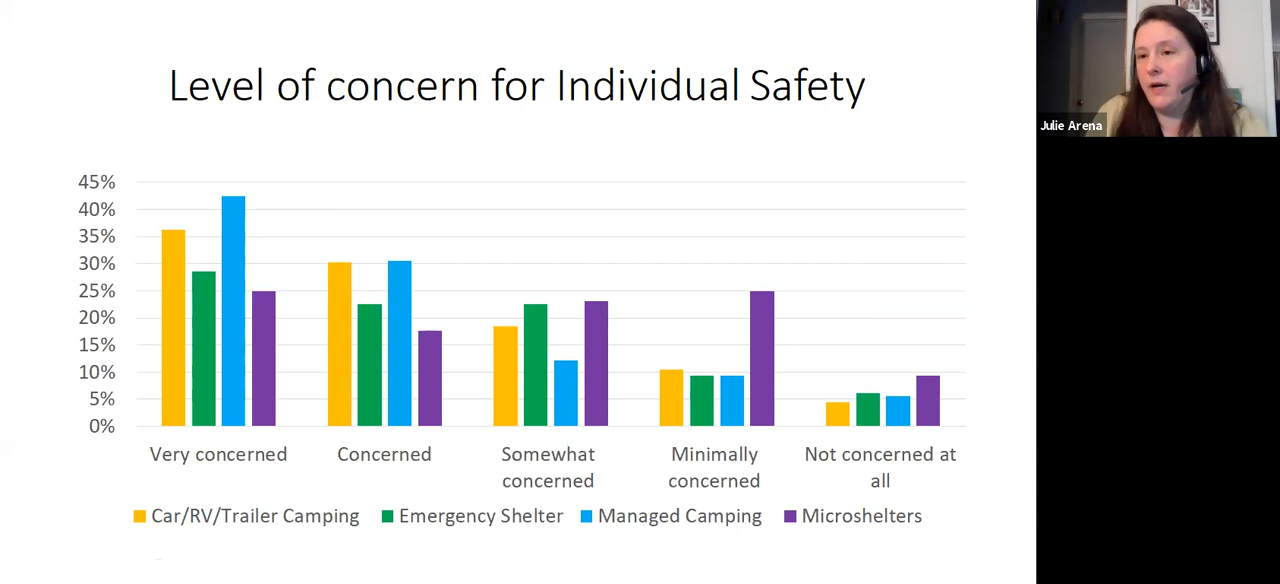 Level of concern for Individual Safety
Julie Arena
45%
40%
35%
30%
25%
20%
15%
10%
5%
0%
Very concerned
Concerned
Somewhat
concerned
Minimally
concerned
Not concerned at
all
Car/RV/Trailer Camping
Emergency Shelter
Managed Camping
Microshelters